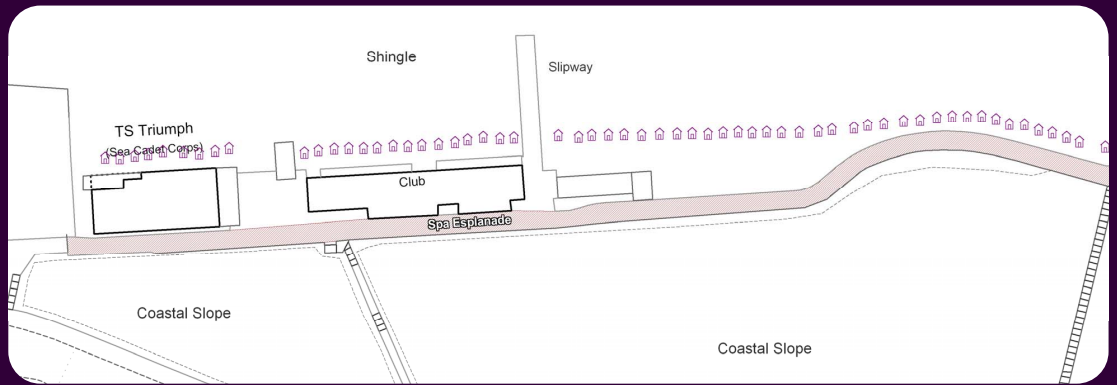 Shingle
Slipway
TS Triumph
(Sea Cadet Corps)
Club
Spa Esplanade
Coastal Slope
Coastal Slope